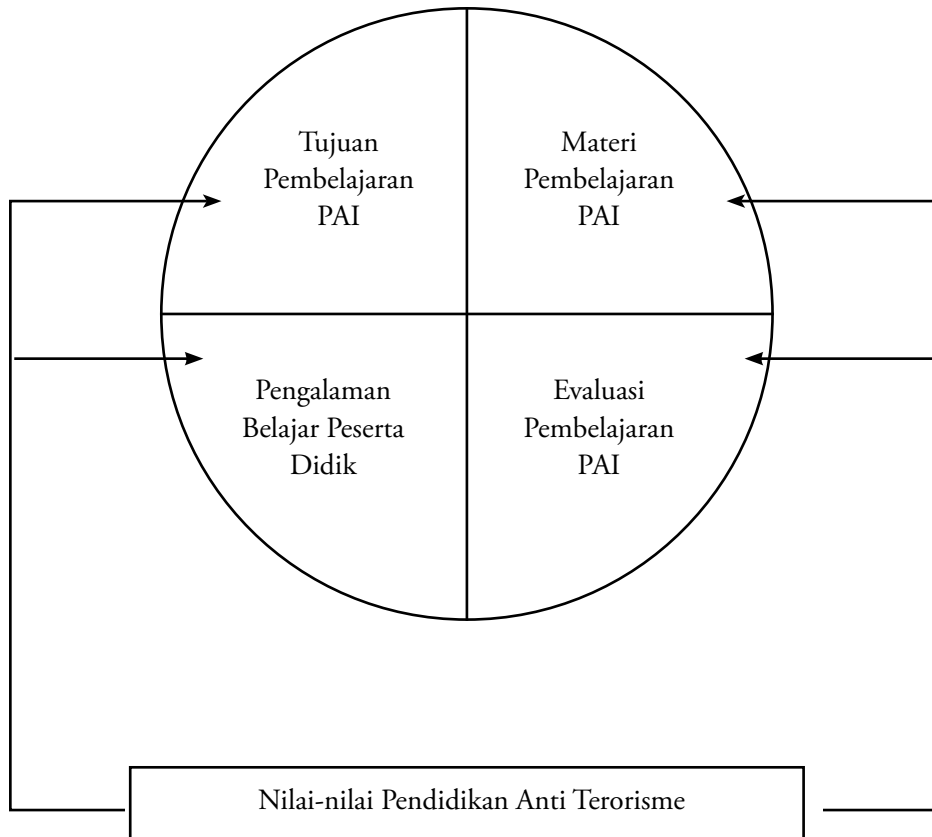 Tujuan
Pembelajaran
PAI
Materi
Pembelajaran
PAI
Pengalaman
Belajar Peserta
Didik
Evaluasi
Pembelajaran
PAI
Nilai-nilai Pendidikan Anti Terorisme